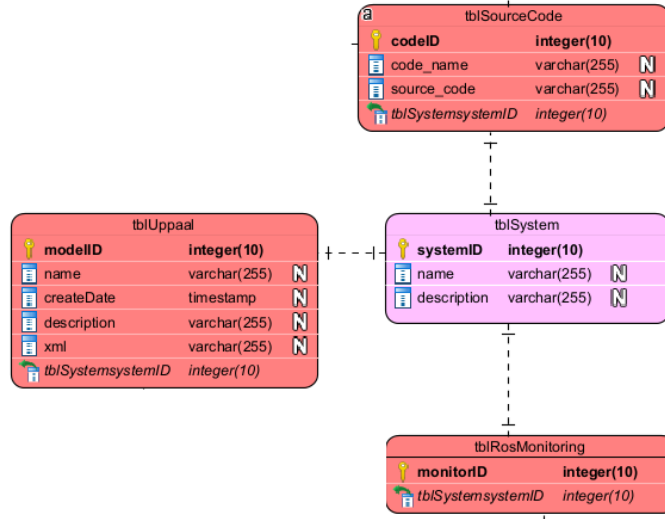 a
tblSourceCode
codeID integer(10)
code_name varchar(255) N
source_code varchar(255) N
tblSystemsystemID integer(10)
tblUppaal
modelID integer(10)
name varchar(255) N
createDate timestamp N
description varchar(255) N
xml varchar(255) N
tblSystemsystemID integer(10)
tblSystem
systemID integer(10)
name varchar(255) N
description varchar(255) N
tblRosMonitoring
monitorID integer(10)
tblSystemsystemID integer(10)